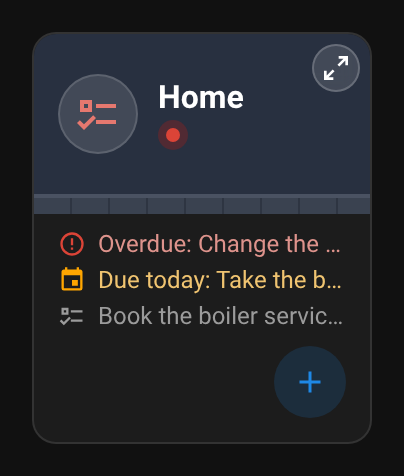 Home
Overdue: Change the ...
Due today: Take the b...
Book the boiler servic...